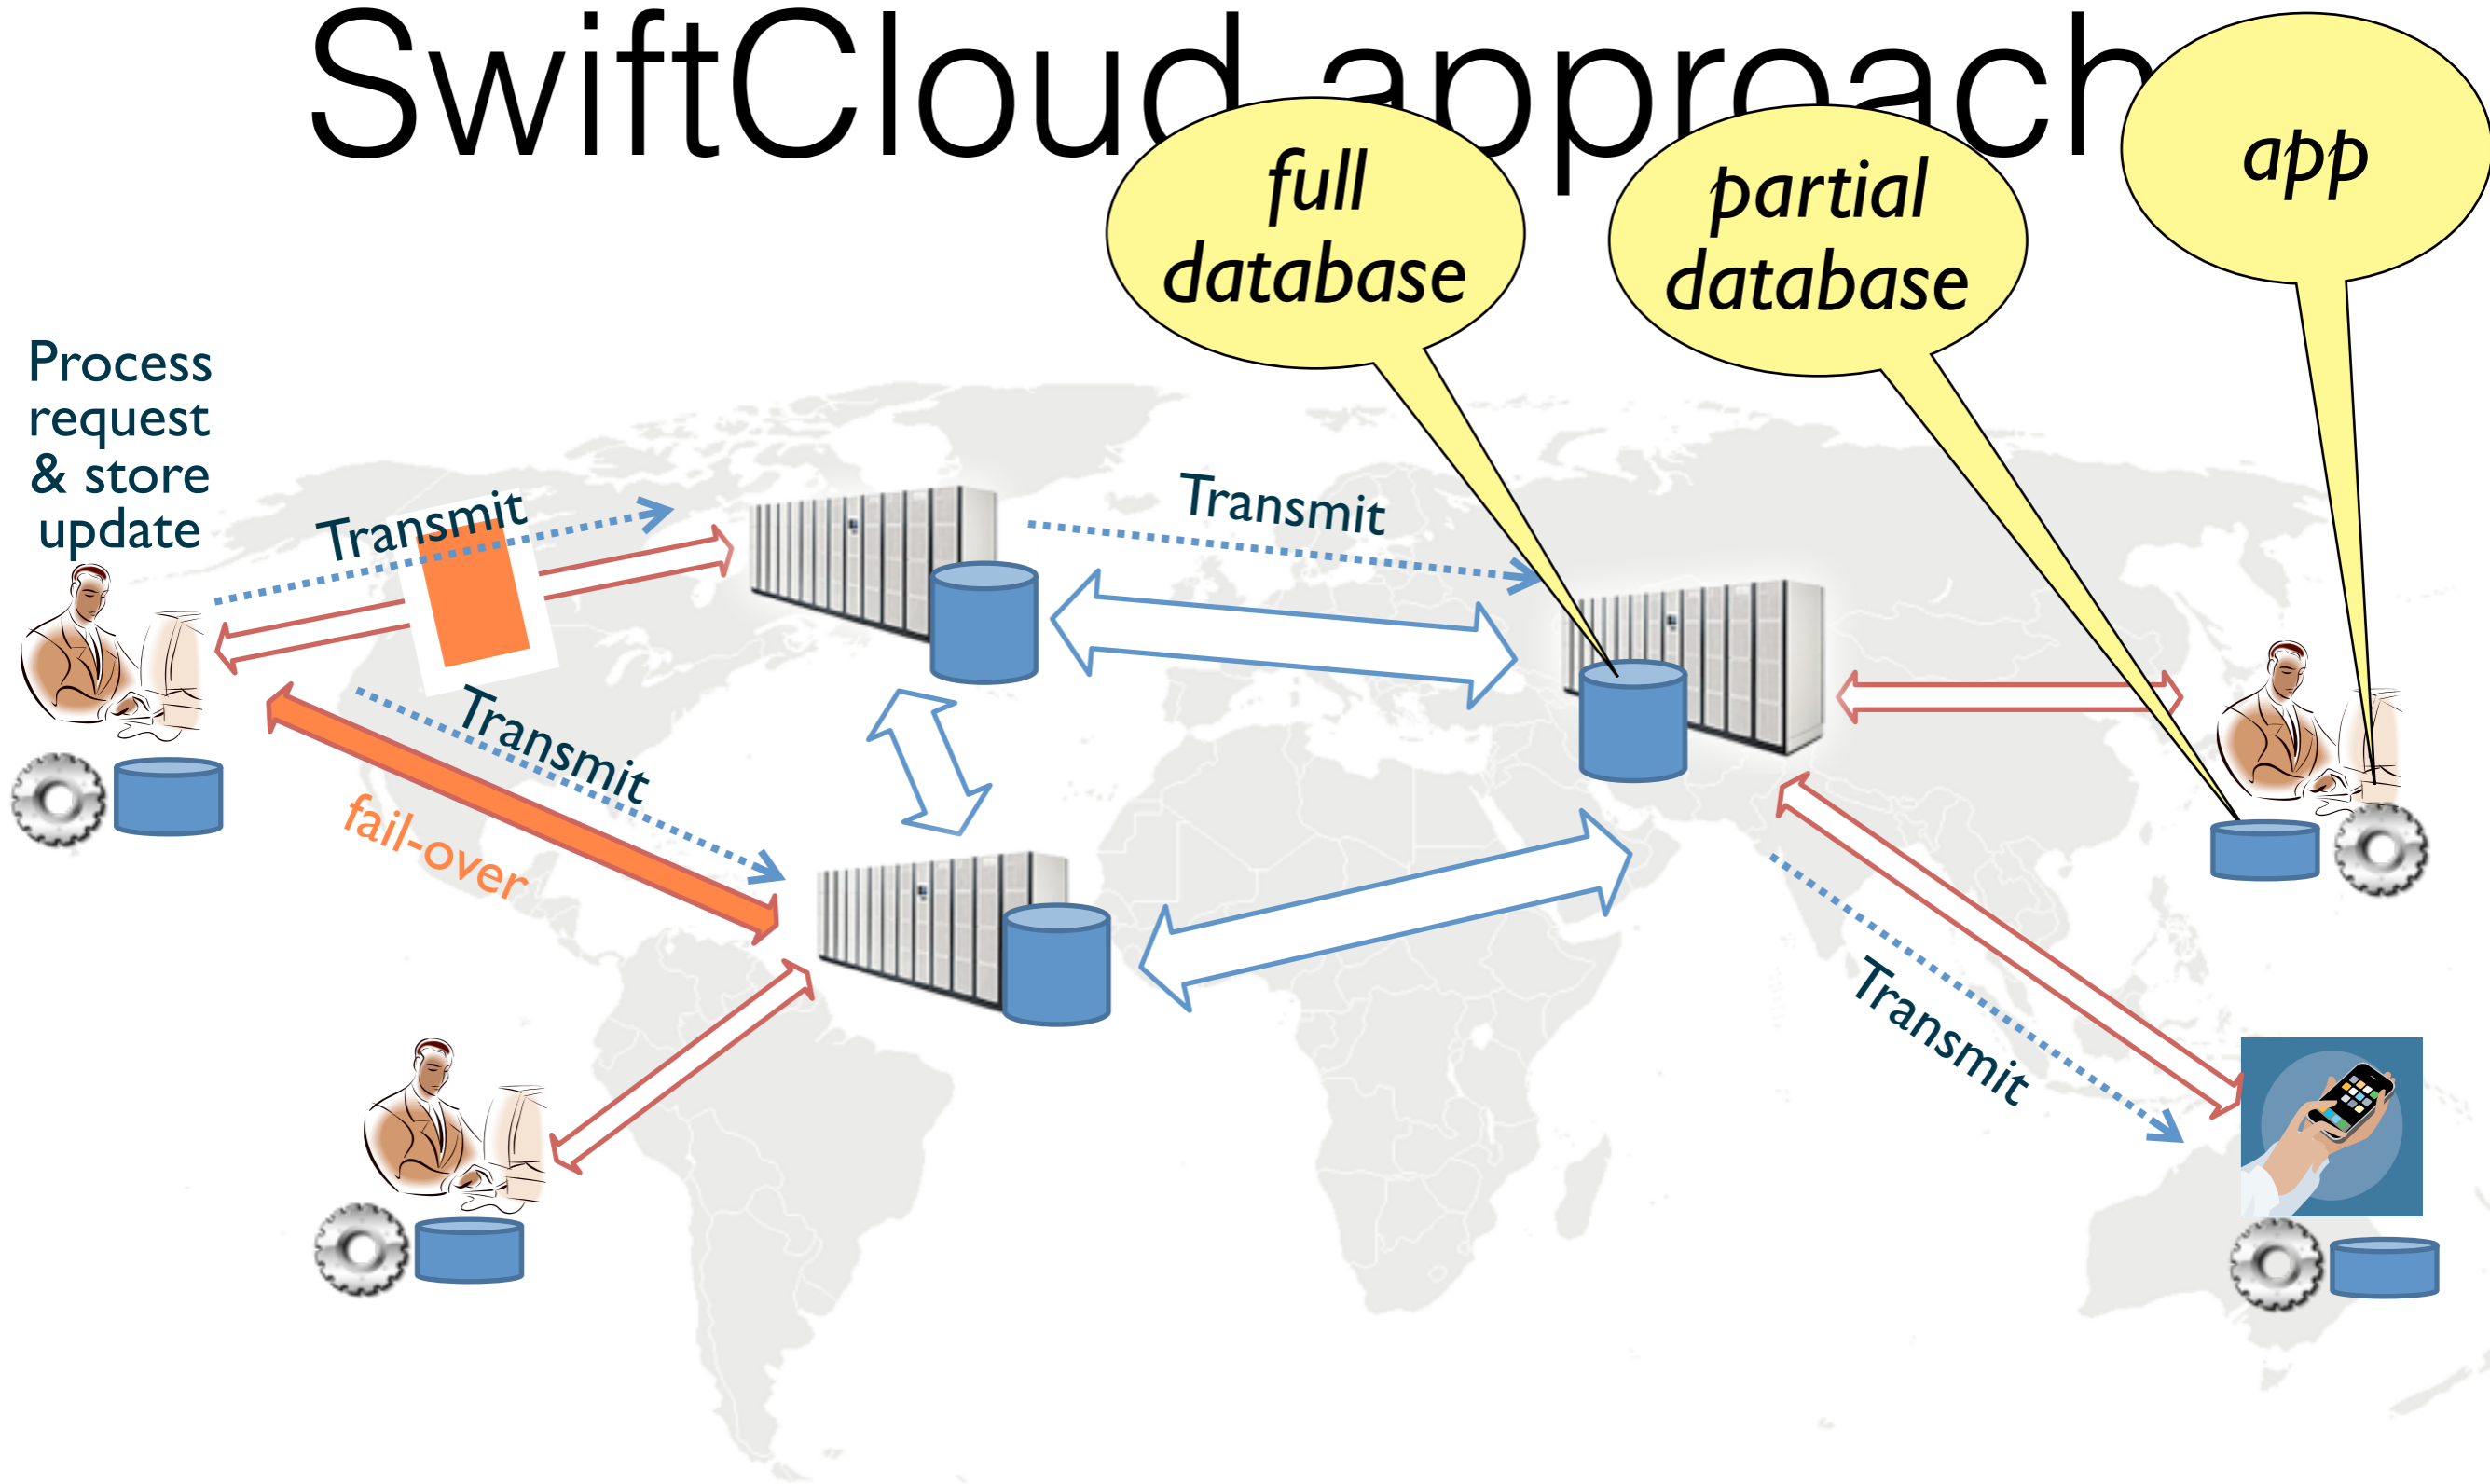 SwiftCloud approach
full
database
partial
database
app
Process
request
& store
update
Transmit
Transmit
Transmit
fail-over
Transmit